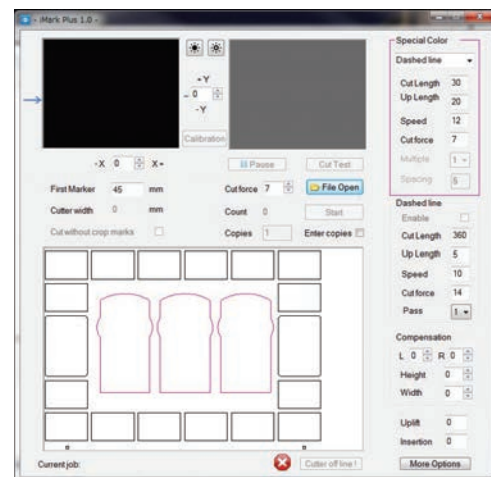 - iMark Plus 1.0 -
Special Color
Dashed line
Cut Length 30
Up Length 20
Speed 12
Cut force 7
Multiple 1
Spacing 5
+Y
0
-Y
Calibration
-X 0 X+
Pause
Cut Test
First Marker 45 mm
Cut force 7
File Open
Cutter width 0 mm
Count 0
Start
Cut without crop marks
Copies 1
Enter copies
Dashed line
Enable
Cut Length 360
Up Length 5
Speed 10
Cut force 14
Pass 1
Compensation
L 0 R 0
Height 0
Width 0
Uplift 0
Insertion 0
Current job:
Cutter off line !
More Options